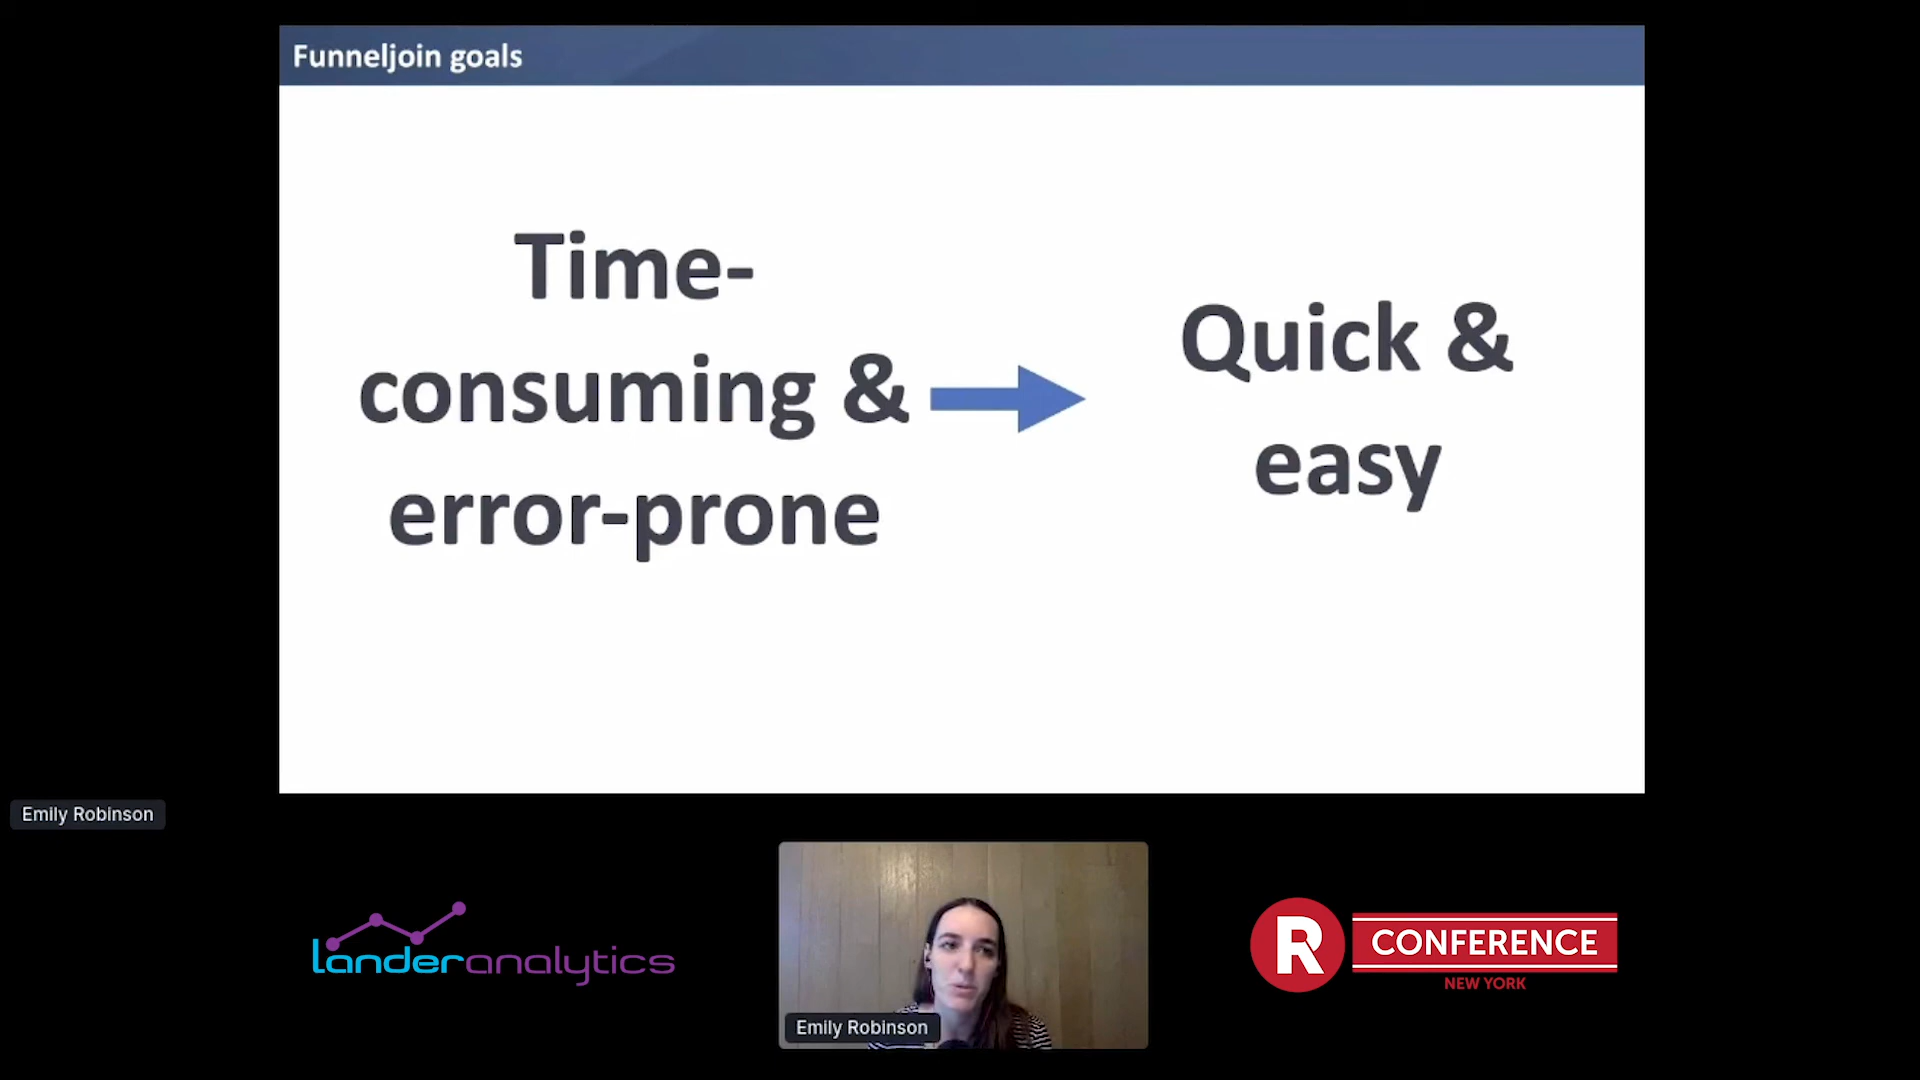 Funneljoin goals
Time-
consuming &
error-prone
Quick &
easy
Emily Robinson
landeranalytics
Emily Robinson
R CONFERENCE
NEW YORK